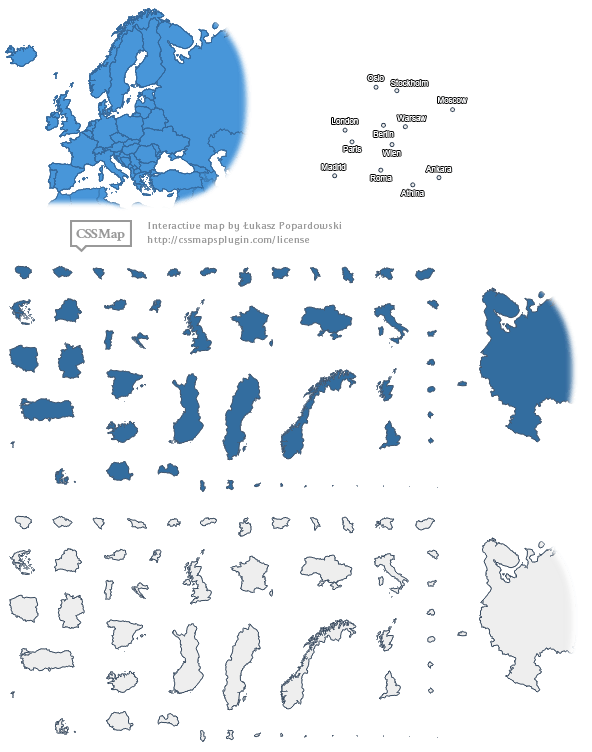 Oslo
Stockholm
Moscow
London
Warsaw
Berlin
Paris
Wien
Madrid
Roma
Ankara
Athina
CSSMap
Interactive map by Łukasz Popardowski
http://cssmapsplugin.com/license